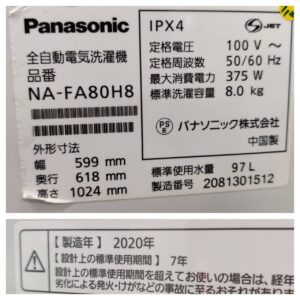 Panasonic
全自動電気洗濯機
品番
NA-FA80H8
外形寸法
幅 599 mm
奥行 618 mm
高さ 1024 mm
IPX4
JET
定格電圧 100 V～
定格周波数 50/60 Hz
最大消費電力 375 W
標準洗濯容量 8.0 kg
PS
E
パナソニック株式会社
中国製
標準使用水量 97 L
製造番号 2081301512
【製造年】2020年
【設計上の標準使用期間】7年
設計上の標準使用期間を超えてお使いの場合は、経年
劣化による発火・けがなどの事故に至るおそれがありま